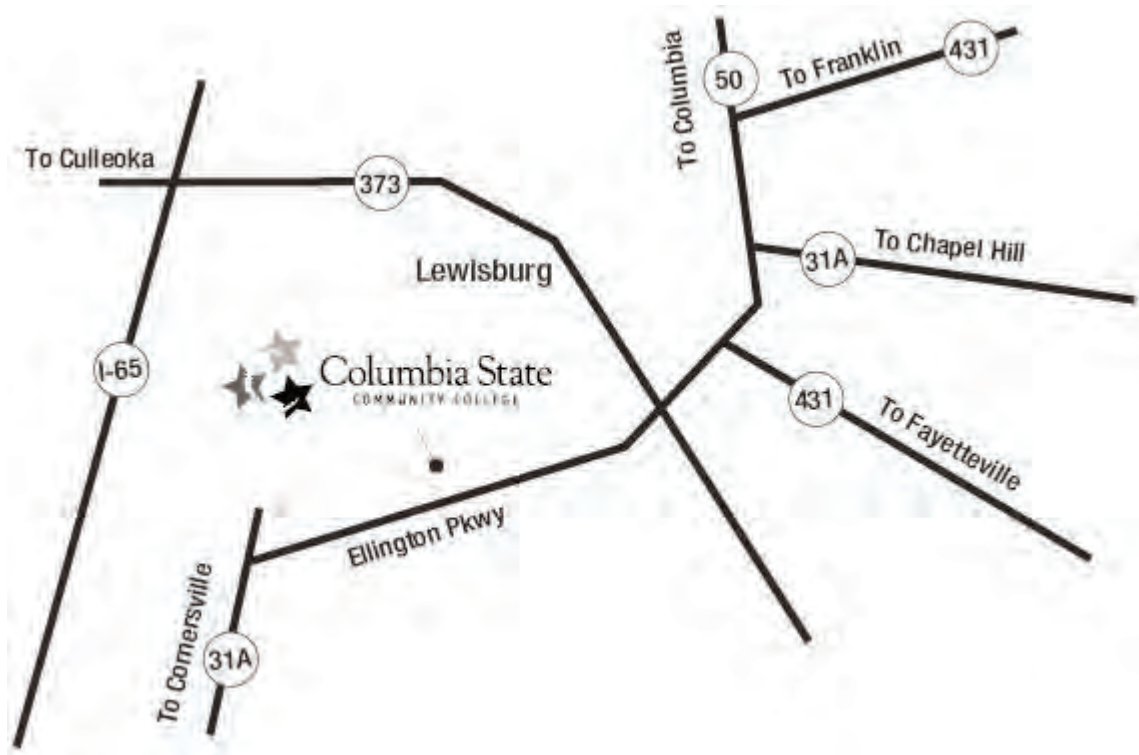 To Columbia
50
To Franklin
431
To Culleoka
373
31A
To Chapel Hill
Lewisburg
I-65
Columbia State
COMMUNITY COLLEGE
431
To Fayetteville
Ellington Pkwy
To Cornersville
31A